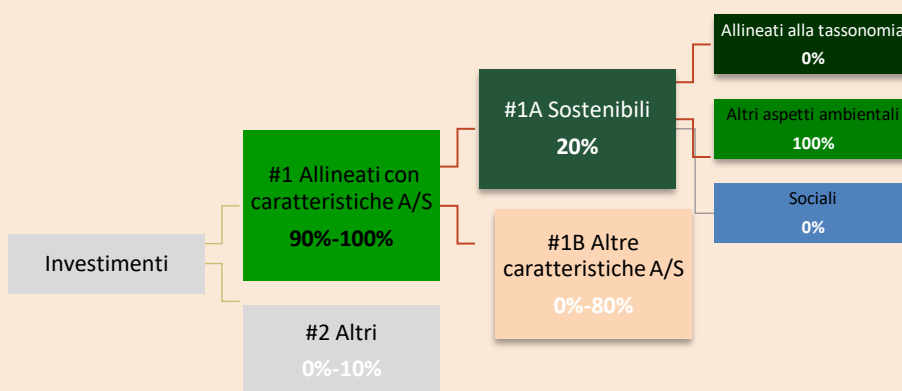 Investimenti
#1 Allineati con
caratteristiche A/S
90%-100%
#2 Altri
0%-10%
#1A Sostenibili
20%
#1B Altre
caratteristiche A/S
0%-80%
Allineati alla tassonomia
0%
Altri aspetti ambientali
100%
Sociali
0%